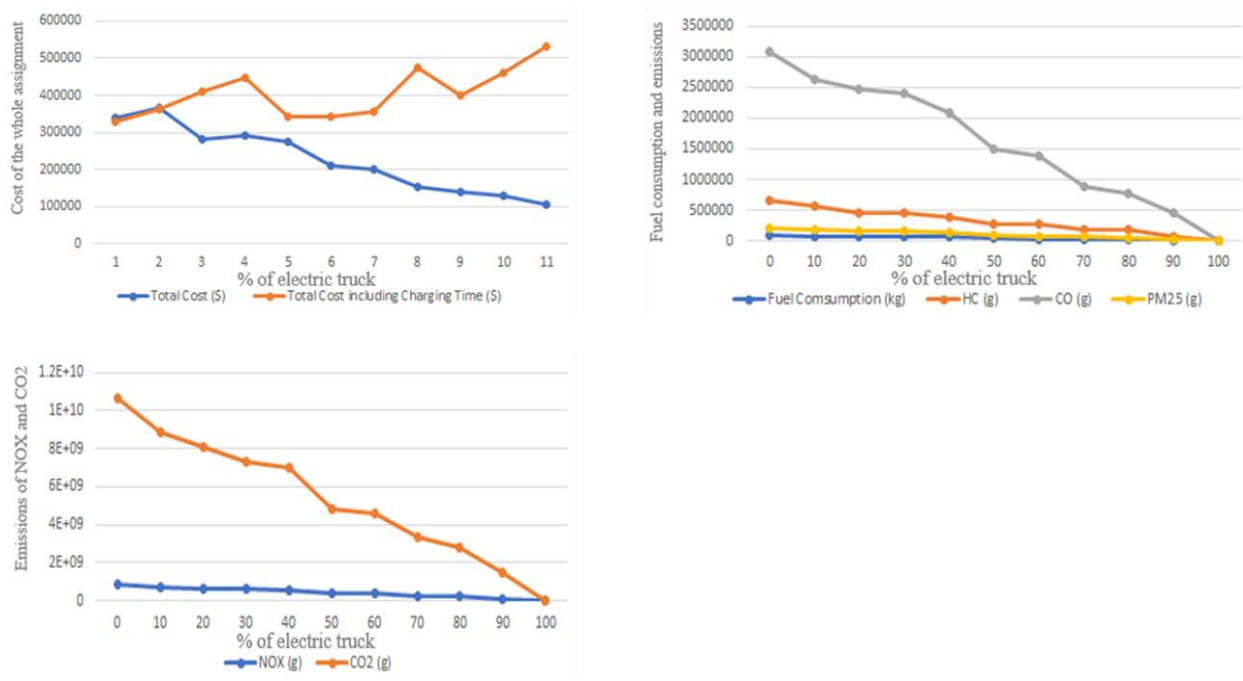 Cost of the whole assignment
600000
500000
400000
300000
200000
100000
0
1 2 3 4 5 6 7 8 9 10 11
% of electric truck
Total Cost ($) Total Cost including Charging Time ($)
Fuel consumption and emissions
3500000
3000000
2500000
2000000
1500000
1000000
500000
0
0 10 20 30 40 50 60 70 80 90 100
% of electric truck
Fuel Comsumption (kg) HC (g) CO (g) PM25 (g)
Emissions of NOX and CO2
1.2E+10
1E+10
8E+09
6E+09
4E+09
2E+09
0
0 10 20 30 40 50 60 70 80 90 100
% of electric truck
NOX (g) CO2 (g)